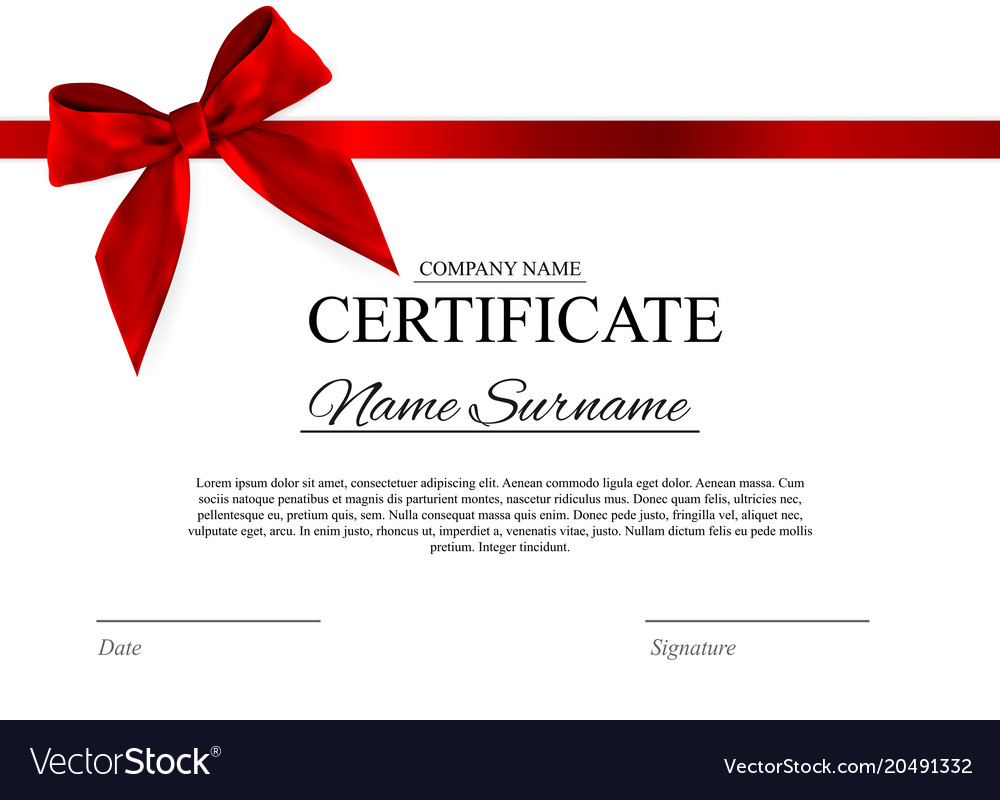 COMPANY NAME
CERTIFICATE
Name Surname
Lorem ipsum dolor sit amet, consectetuer adipiscing elit. Aenean commodo ligula eget dolor. Aenean massa. Cum
sociis natoque penatibus et magnis dis parturient montes, nascetur ridiculus mus. Donec quam felis, ultricies nec,
pellentesque eu, pretium quis, sem. Nulla consequat massa quis enim. Donec pede justo, fringilla vel, aliquet nec,
vulputate eget, arcu. In enim justo, rhoncus ut, imperdiet a, venenatis vitae, justo. Nullam dictum felis eu pede mollis
pretium. Integer tincidunt.
Date
Signature
VectorStock®
VectorStock.com/20491332